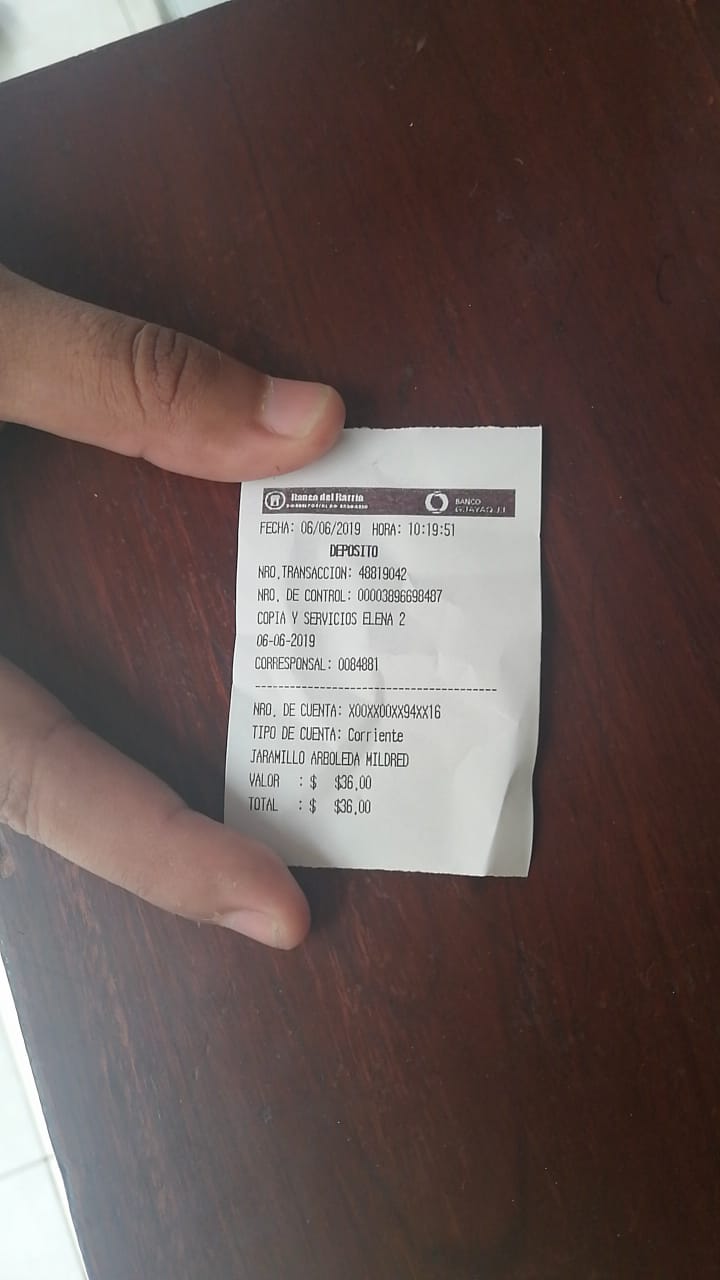 Banco del Barrio
BANCO
GUAYAQUIL
FECHA: 06/06/2019 HORA: 10:19:51
DEPOSITO
NRO.TRANSACCION: 48819042
NRO. DE CONTROL: 00003896698487
COPIA Y SERVICIOS ELENA 2
06-06-2019
CORRESPONSAL: 0084881
------------------------------------------
NRO. DE CUENTA: X00XX00XX94XX16
TIPO DE CUENTA: Corriente
JARAMILLO ARBOLEDA MILDRED
VALOR : $ $36,00
TOTAL : $ $36,00